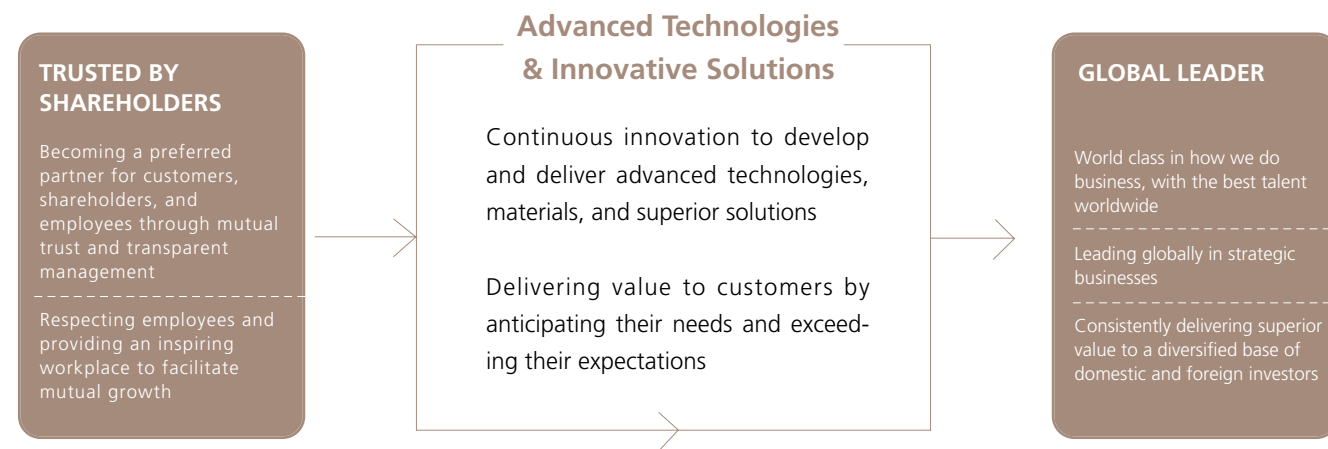 TRUSTED BY
SHAREHOLDERS
Becoming a preferred
partner for customers,
shareholders, and
employees through mutual
trust and transparent
management
Respecting employees and
providing an inspiring
workplace to facilitate
mutual growth
Advanced Technologies
& Innovative Solutions
Continuous innovation to develop
and deliver advanced technologies,
materials, and superior solutions
Delivering value to customers by
anticipating their needs and exceed-
ing their expectations
GLOBAL LEADER
World class in how we do
business, with the best talent
worldwide
Leading globally in strategic
businesses
Consistently delivering superior
value to a diversified base of
domestic and foreign investors